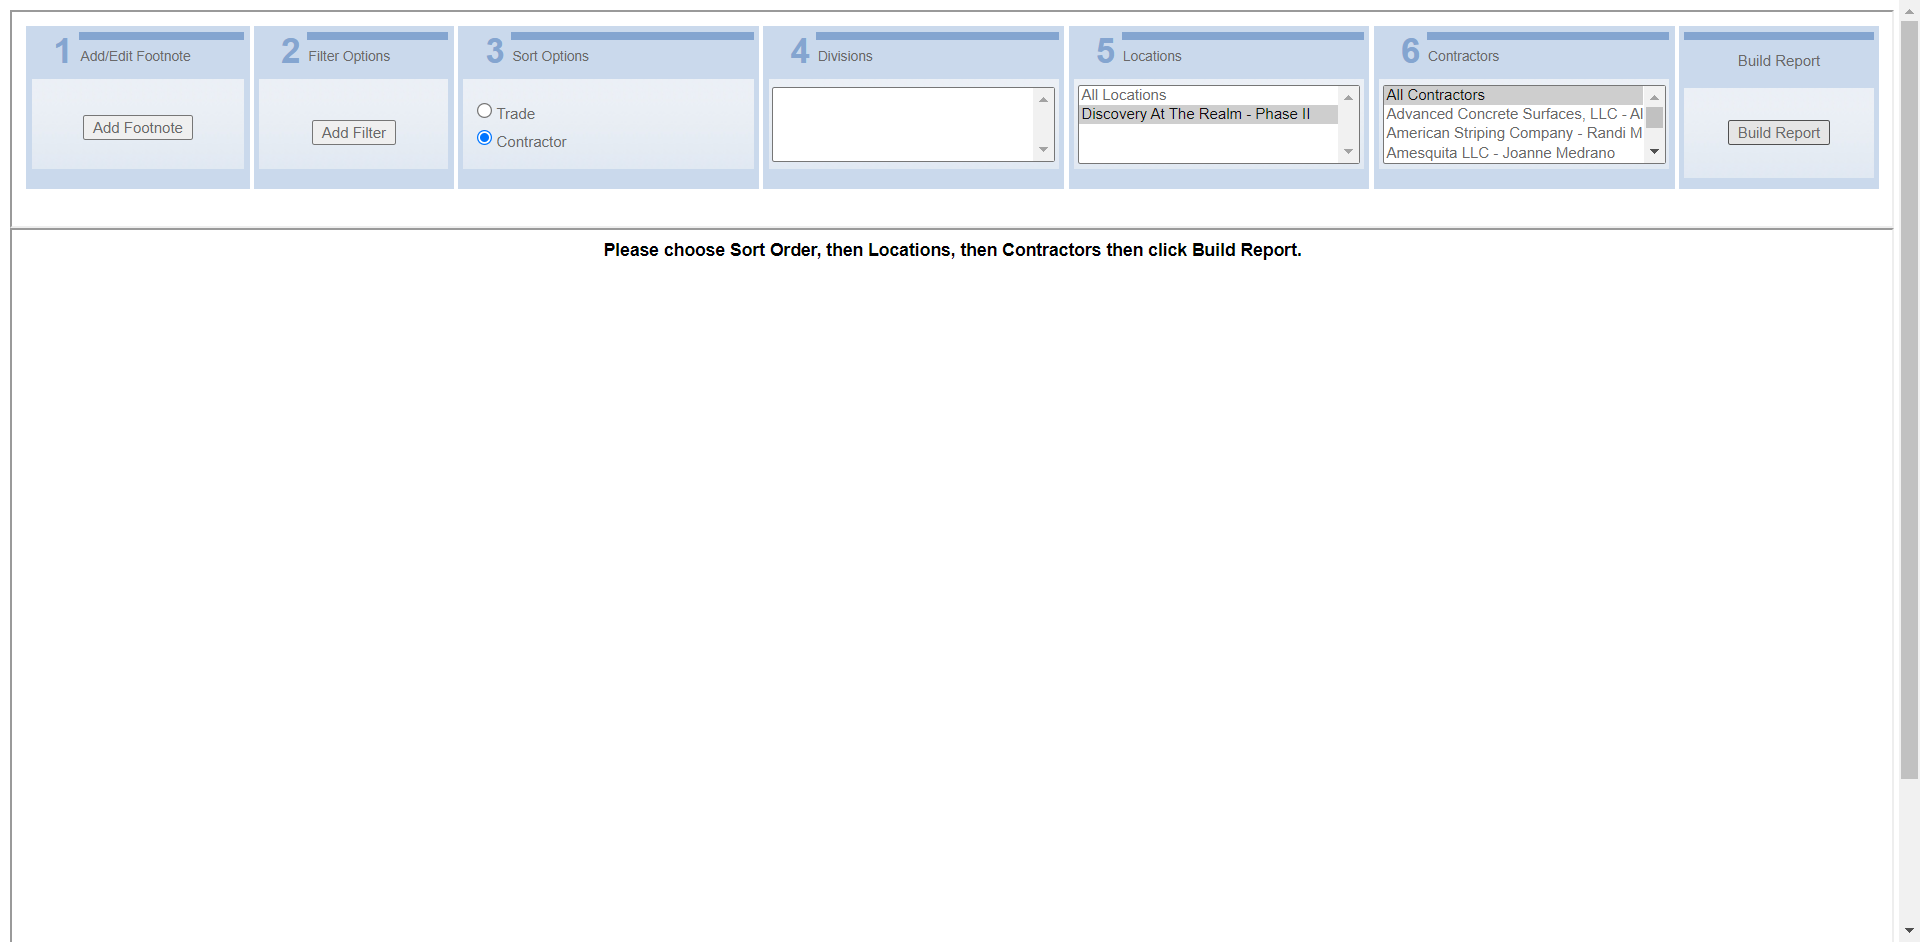 1 Add/Edit Footnote
Add Footnote
2 Filter Options
Add Filter
3 Sort Options
Trade
Contractor
4 Divisions
5 Locations
All Locations
Discovery At The Realm - Phase II
6 Contractors
All Contractors
Advanced Concrete Surfaces, LLC - Al
American Striping Company - Randi M
Amesquita LLC - Joanne Medrano
Build Report
Build Report
Please choose Sort Order, then Locations, then Contractors then click Build Report.